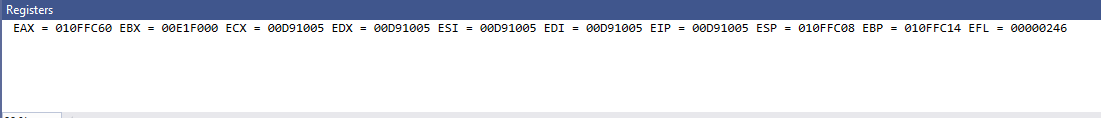 Registers
EAX = 010FFC60 EBX = 00E1F000 ECX = 00D91005 EDX = 00D91005 ESI = 00D91005 EDI = 00D91005 EIP = 00D91005 ESP = 010FFC08 EBP = 010FFC14 EFL = 00000246